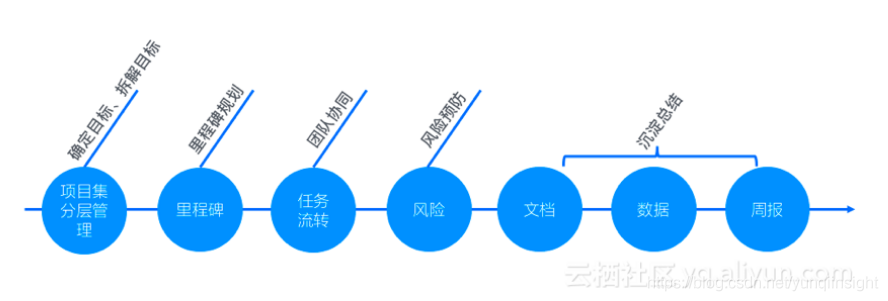 确定目标、拆解目标
里程碑规划
团队协同
风险预防
沉淀总结
项目集
分层管
理
里程碑
任务
流转
风险
文档
数据
周报
云栖社区 yq.aliyun.com
https://blog.csdn.net/yunqiinsight